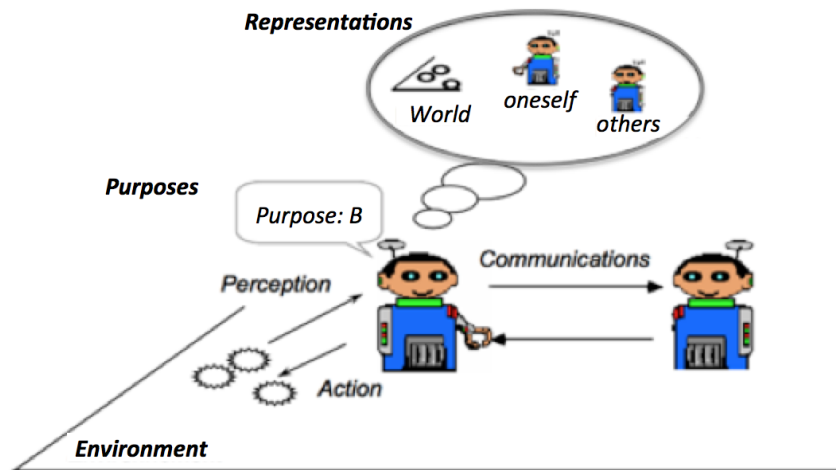 Representations
World
oneself
others
Purposes
Purpose: B
Perception
Communications
Action
Environment